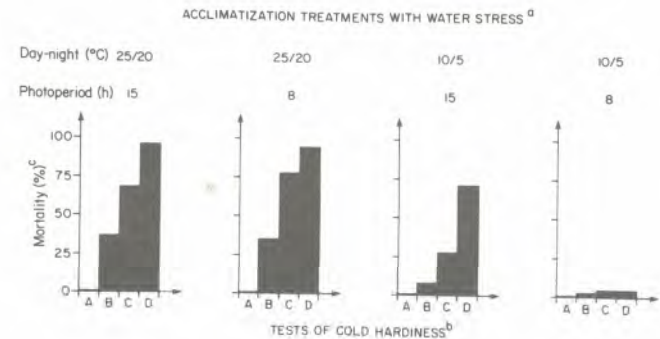 ACCLIMATIZATION TREATMENTS WITH WATER STRESS a
Day-night (°C) 25/20 25/20 10/5 10/5
Photoperiod (h) 15 8 15 8
Mortality (%)c
100
75
50
25
0
A B C D A B C D A B C D A B C D
TESTS OF COLD HARDINESS b